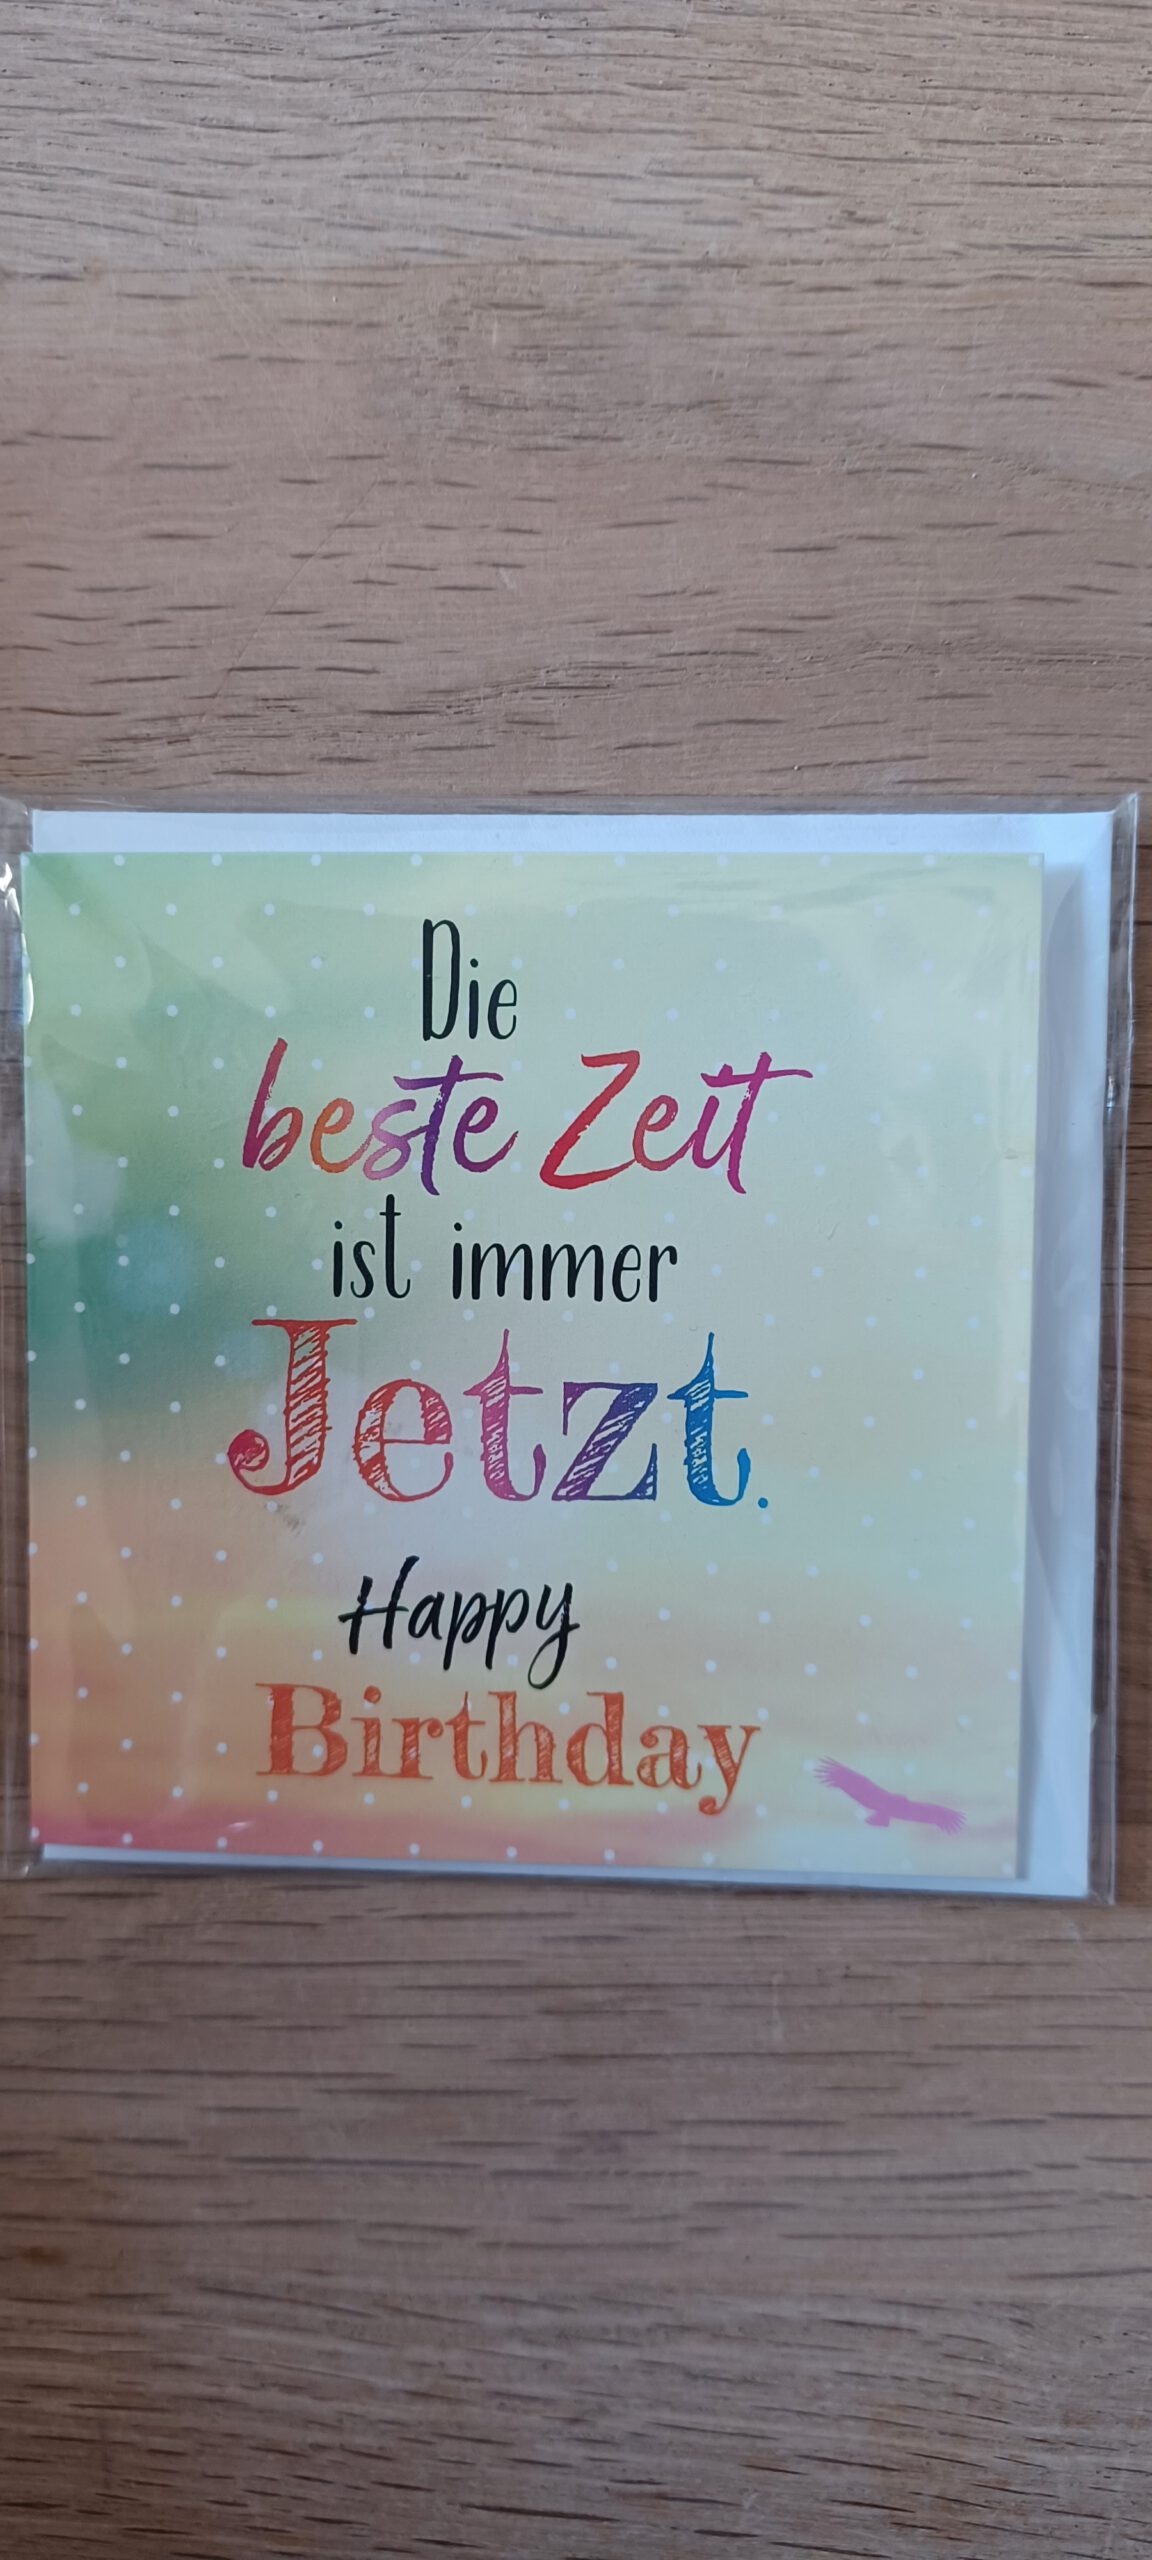 Die
beste Zeit
ist immer
Jetzt.
Happy
Birthday